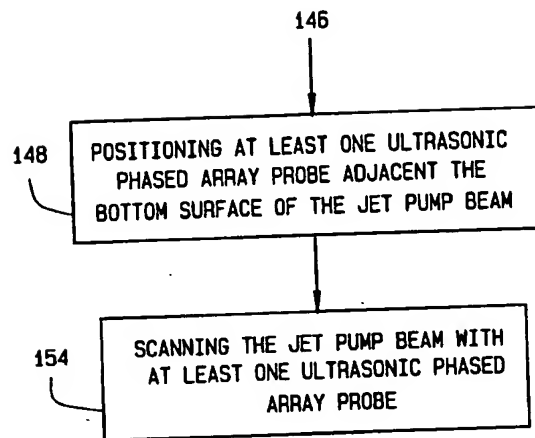 146
148
POSITIONING AT LEAST ONE ULTRASONIC
PHASED ARRAY PROBE ADJACENT THE
BOTTOM SURFACE OF THE JET PUMP BEAM
154
SCANNING THE JET PUMP BEAM WITH
AT LEAST ONE ULTRASONIC PHASED
ARRAY PROBE